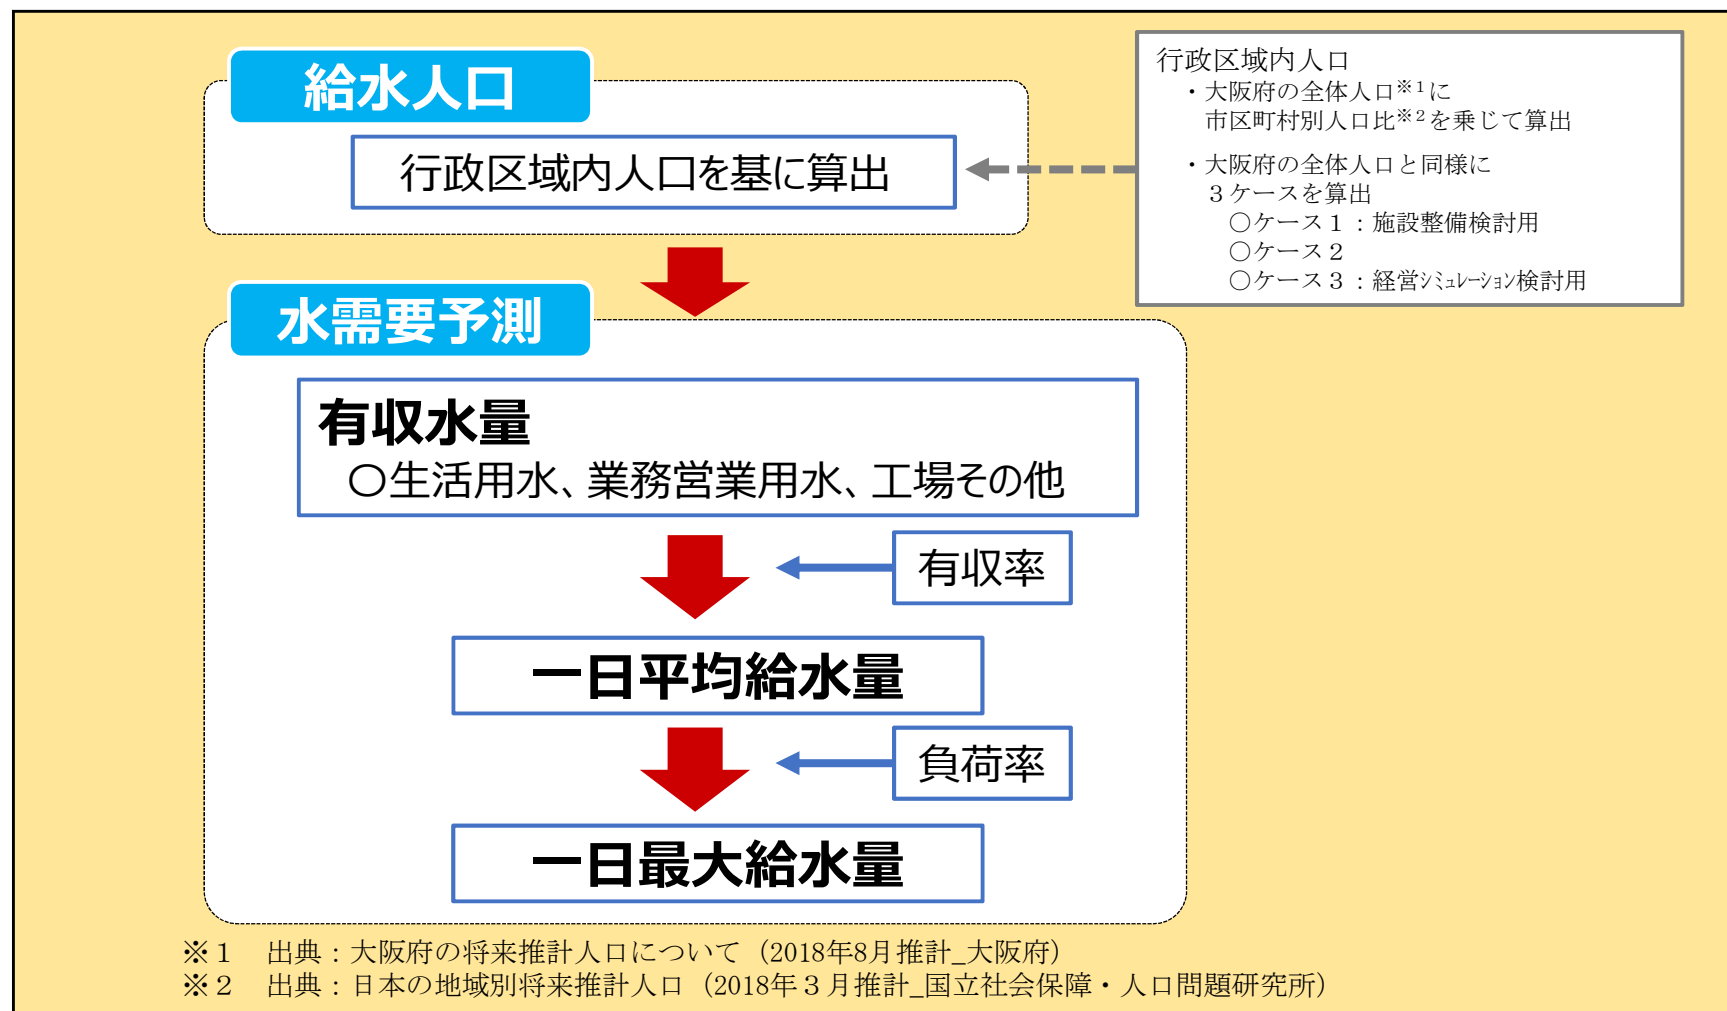 給水人口
行政区域内人口を基に算出
行政区域内人口
・大阪府の全体人口※1に
市区町村別人口比※2を乗じて算出
・大阪府の全体人口と同様に
３ケースを算出
○ケース１：施設整備検討用
○ケース２
○ケース３：経営ｼﾐｭﾚｰｼｮﾝ検討用
水需要予測
有収水量
○生活用水、業務営業用水、工場その他
有収率
一日平均給水量
負荷率
一日最大給水量
※１　出典：大阪府の将来推計人口について（2018年8月推計_大阪府）
※２　出典：日本の地域別将来推計人口（2018年３月推計_国立社会保障・人口問題研究所）